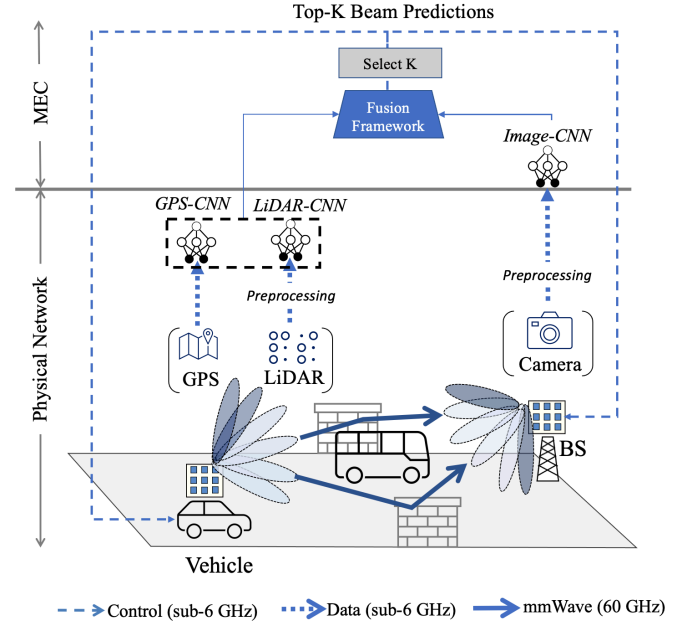 Top-K Beam Predictions
Select K
Fusion
Framework
MEC
Image-CNN
GPS-CNN
LiDAR-CNN
Preprocessing
Preprocessing
Physical Network
GPS
LiDAR
Camera
BS
Vehicle
Control (sub-6 GHz)
Data (sub-6 GHz)
mmWave (60 GHz)